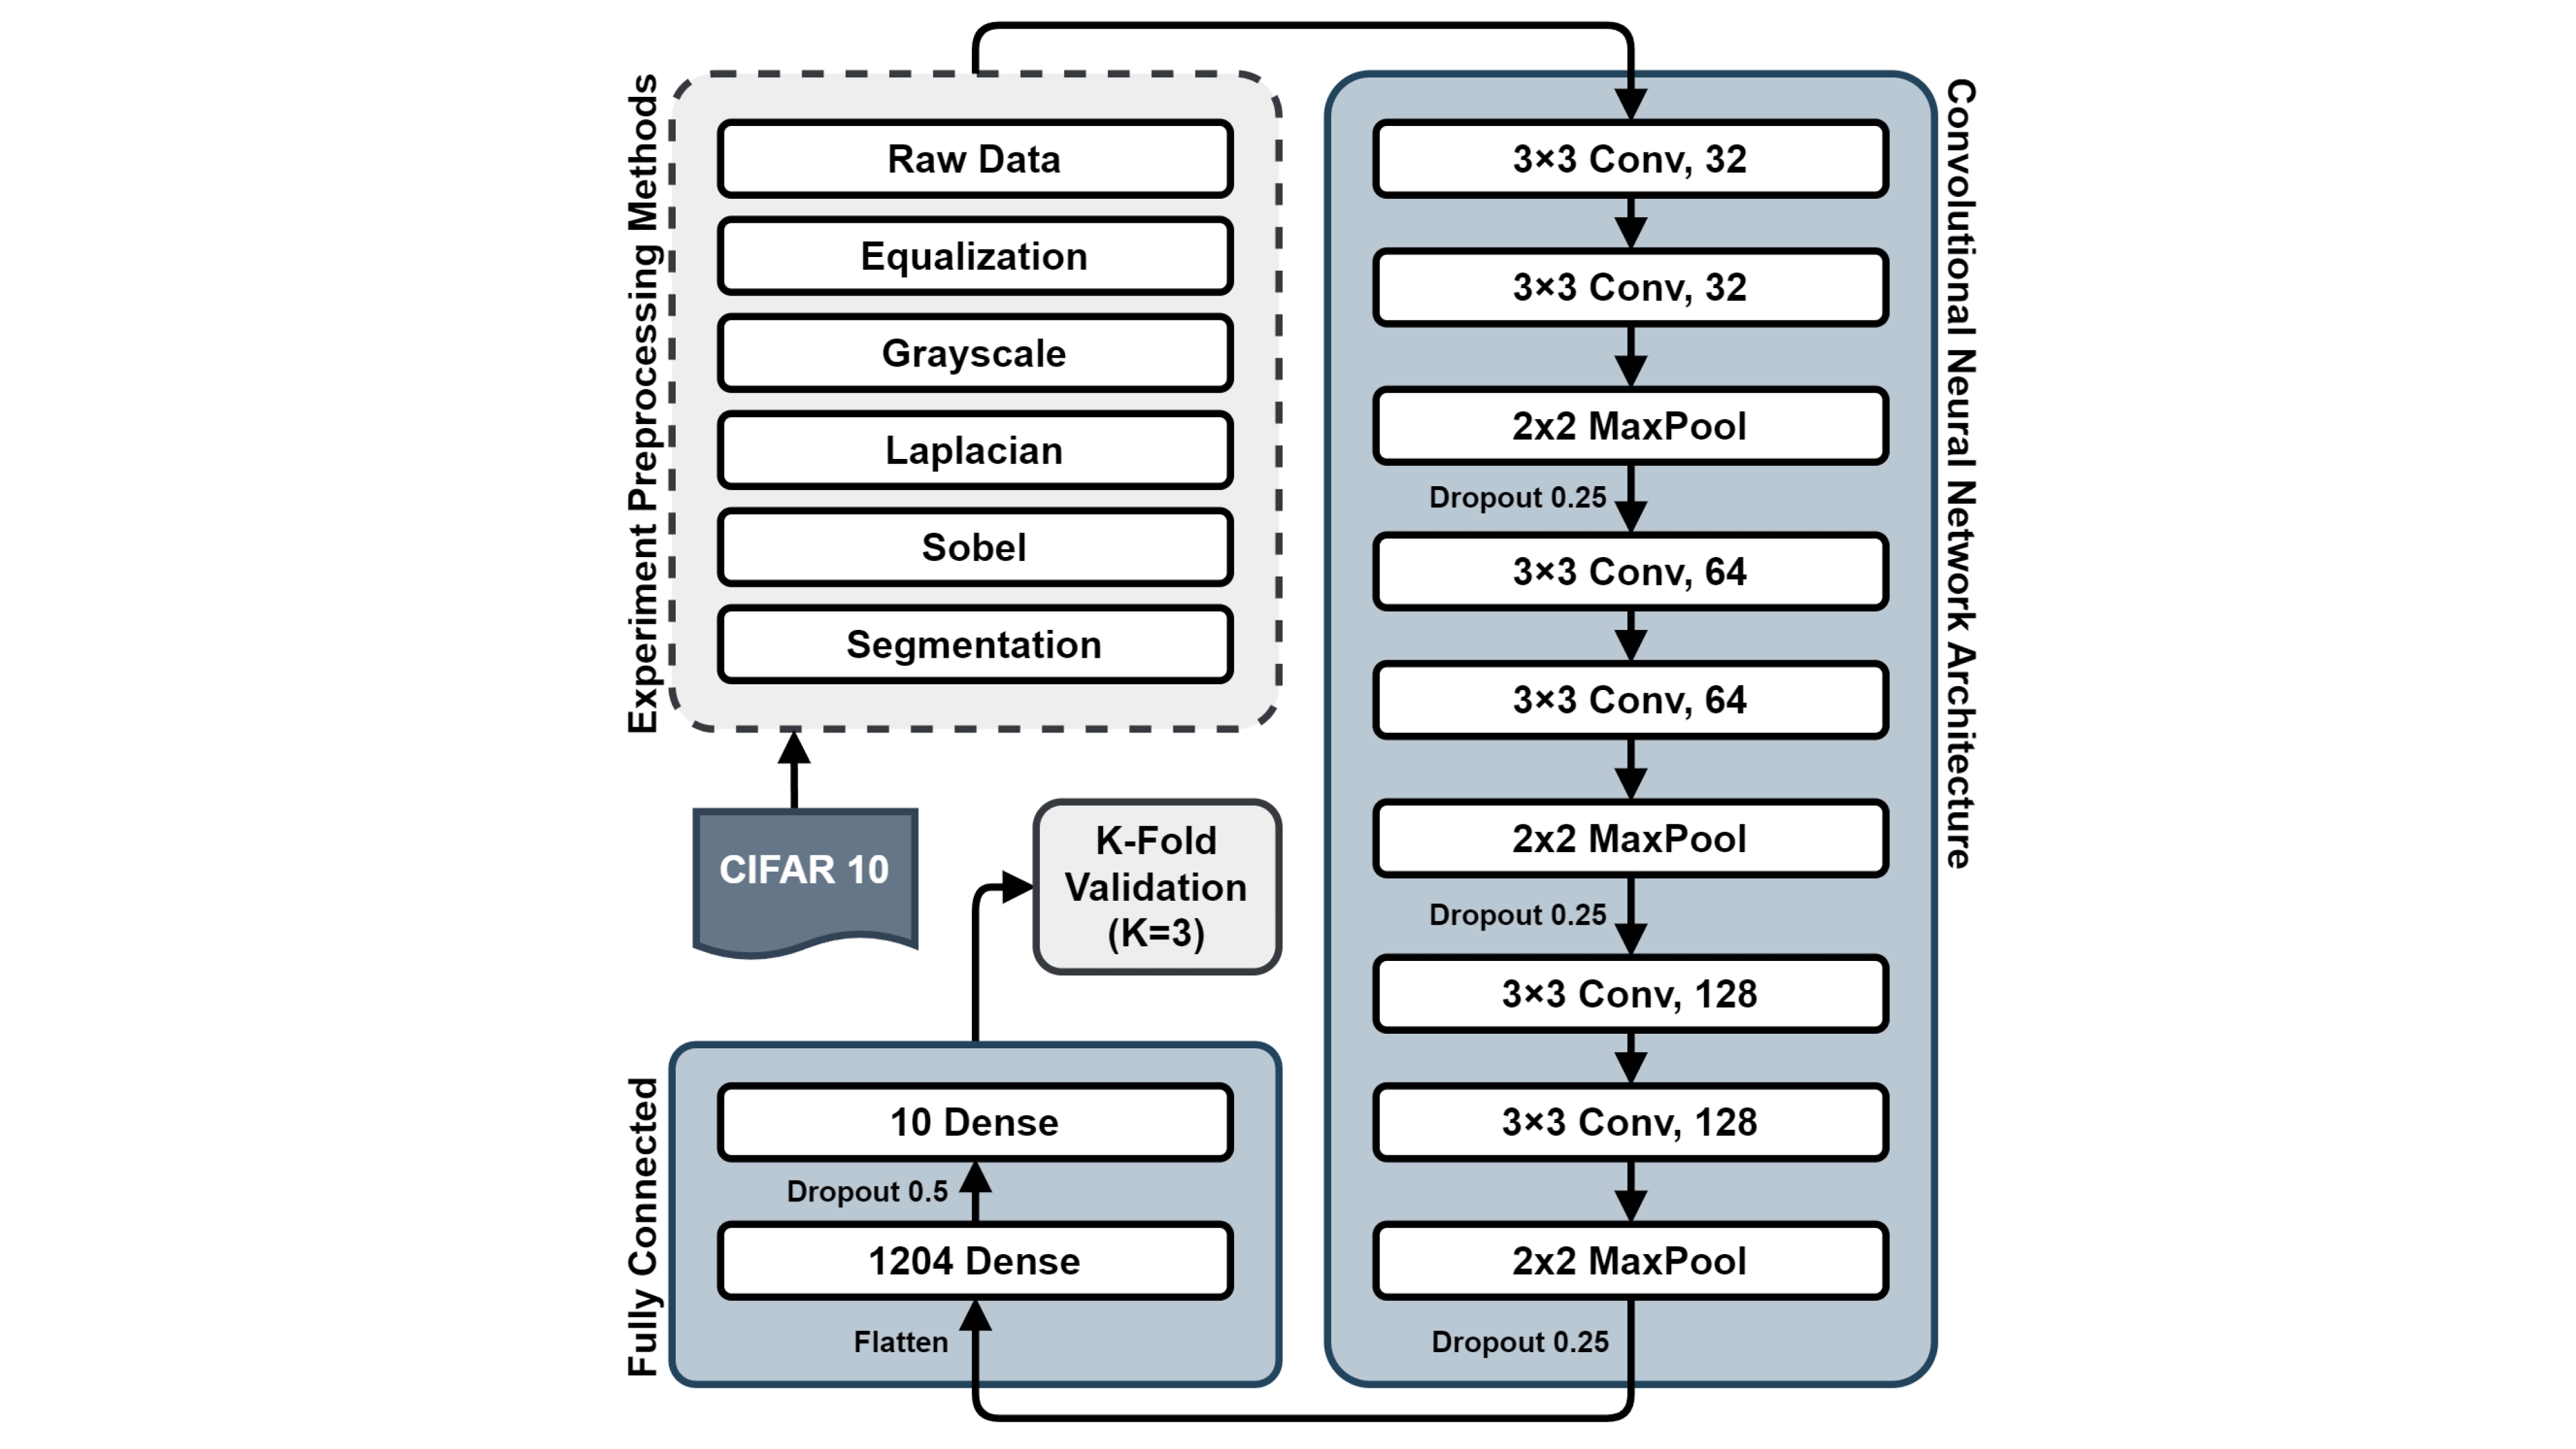 Experiment Preprocessing Methods
Raw Data
Equalization
Grayscale
Laplacian
Sobel
Segmentation
CIFAR 10
K-Fold
Validation
(K=3)
Fully Connected
10 Dense
Dropout 0.5
1204 Dense
Flatten
Convolutional Neural Network Architecture
3×3 Conv, 32
3×3 Conv, 32
2x2 MaxPool
Dropout 0.25
3×3 Conv, 64
3×3 Conv, 64
2x2 MaxPool
Dropout 0.25
3×3 Conv, 128
3×3 Conv, 128
2x2 MaxPool
Dropout 0.25